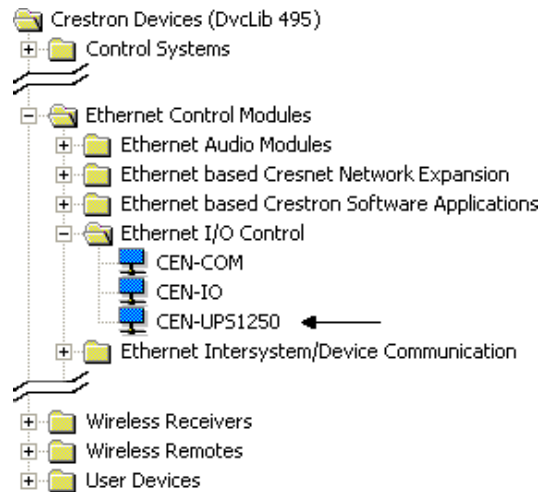 Crestron Devices (DvcLib 495)
Control Systems
Ethernet Control Modules
Ethernet Audio Modules
Ethernet based Cresnet Network Expansion
Ethernet based Crestron Software Applications
Ethernet I/O Control
CEN-COM
CEN-IO
CEN-UPS1250
Ethernet Intersystem/Device Communication
Wireless Receivers
Wireless Remotes
User Devices